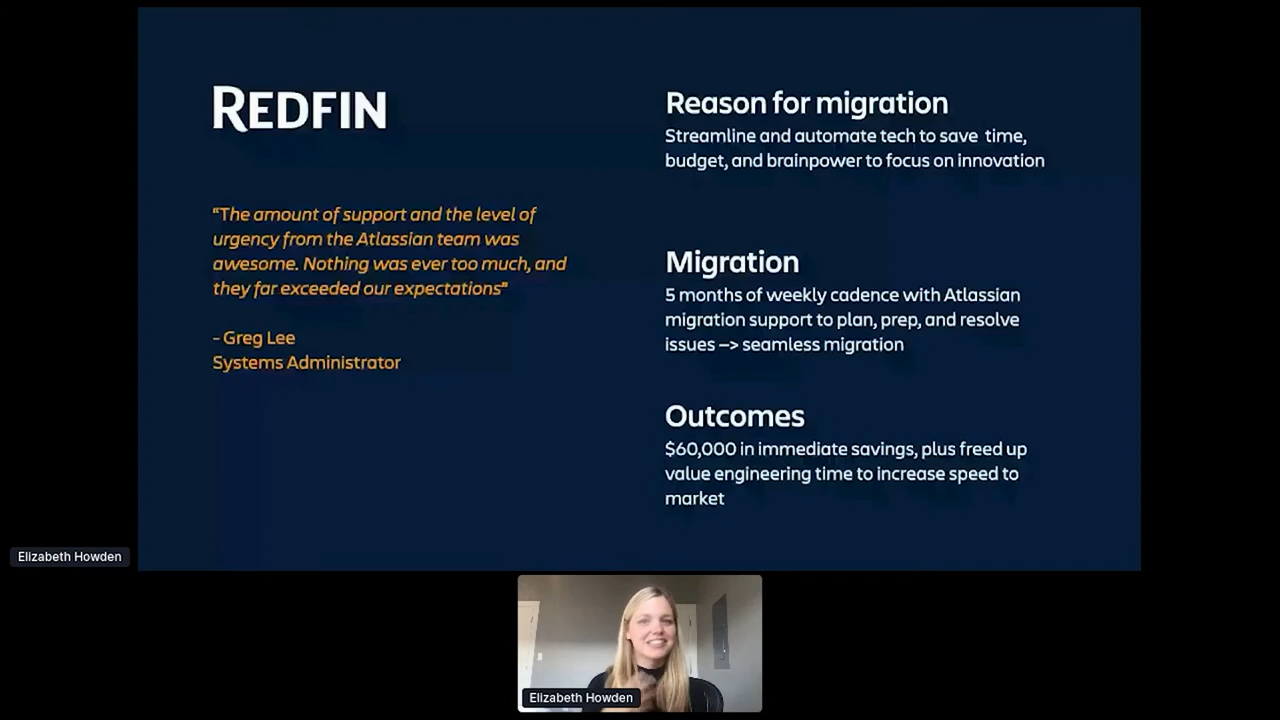 REDFIN
“The amount of support and the level of
urgency from the Atlassian team was
awesome. Nothing was ever too much, and
they far exceeded our expectations”
- Greg Lee
Systems Administrator
Reason for migration
Streamline and automate tech to save time,
budget, and brainpower to focus on innovation
Migration
5 months of weekly cadence with Atlassian
migration support to plan, prep, and resolve
issues —> seamless migration
Outcomes
$60,000 in immediate savings, plus freed up
value engineering time to increase speed to
market
Elizabeth Howden
Elizabeth Howden